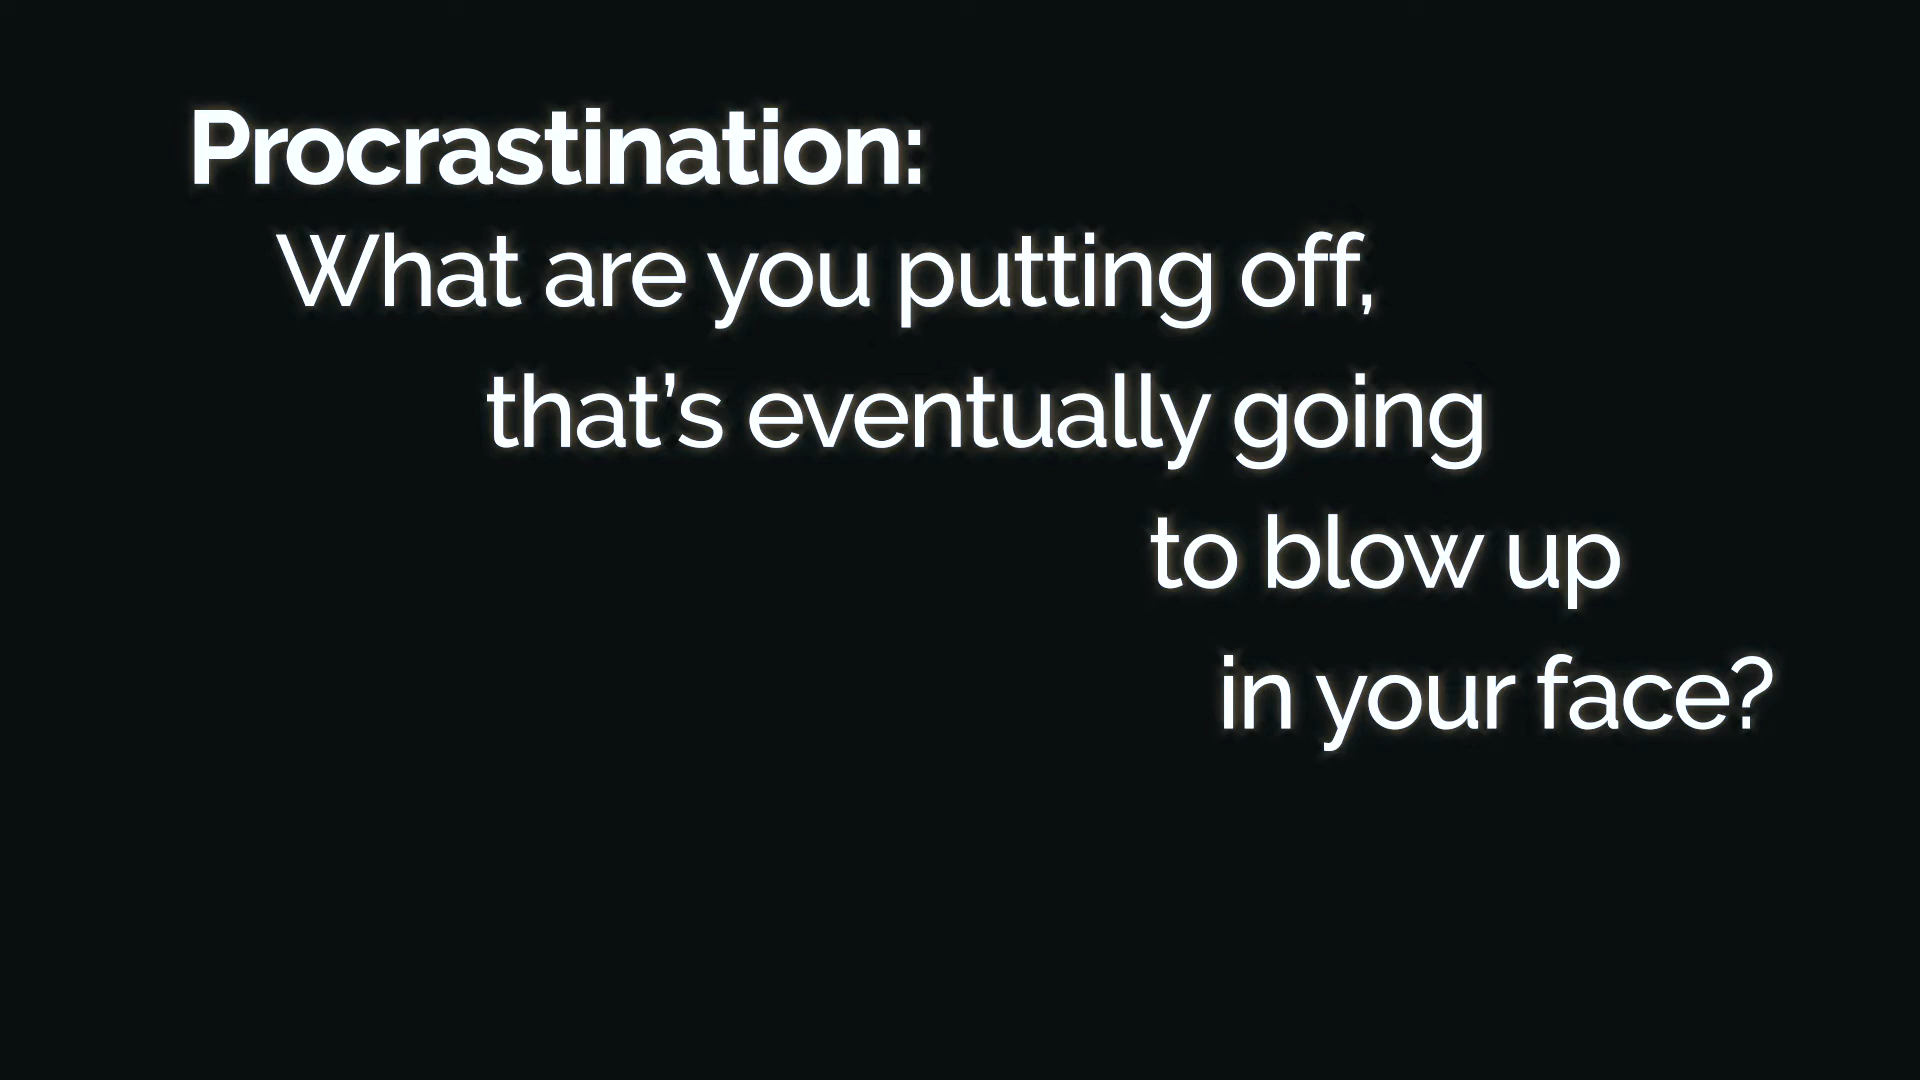 Procrastination:
What are you putting off,
that’s eventually going
to blow up
in your face?